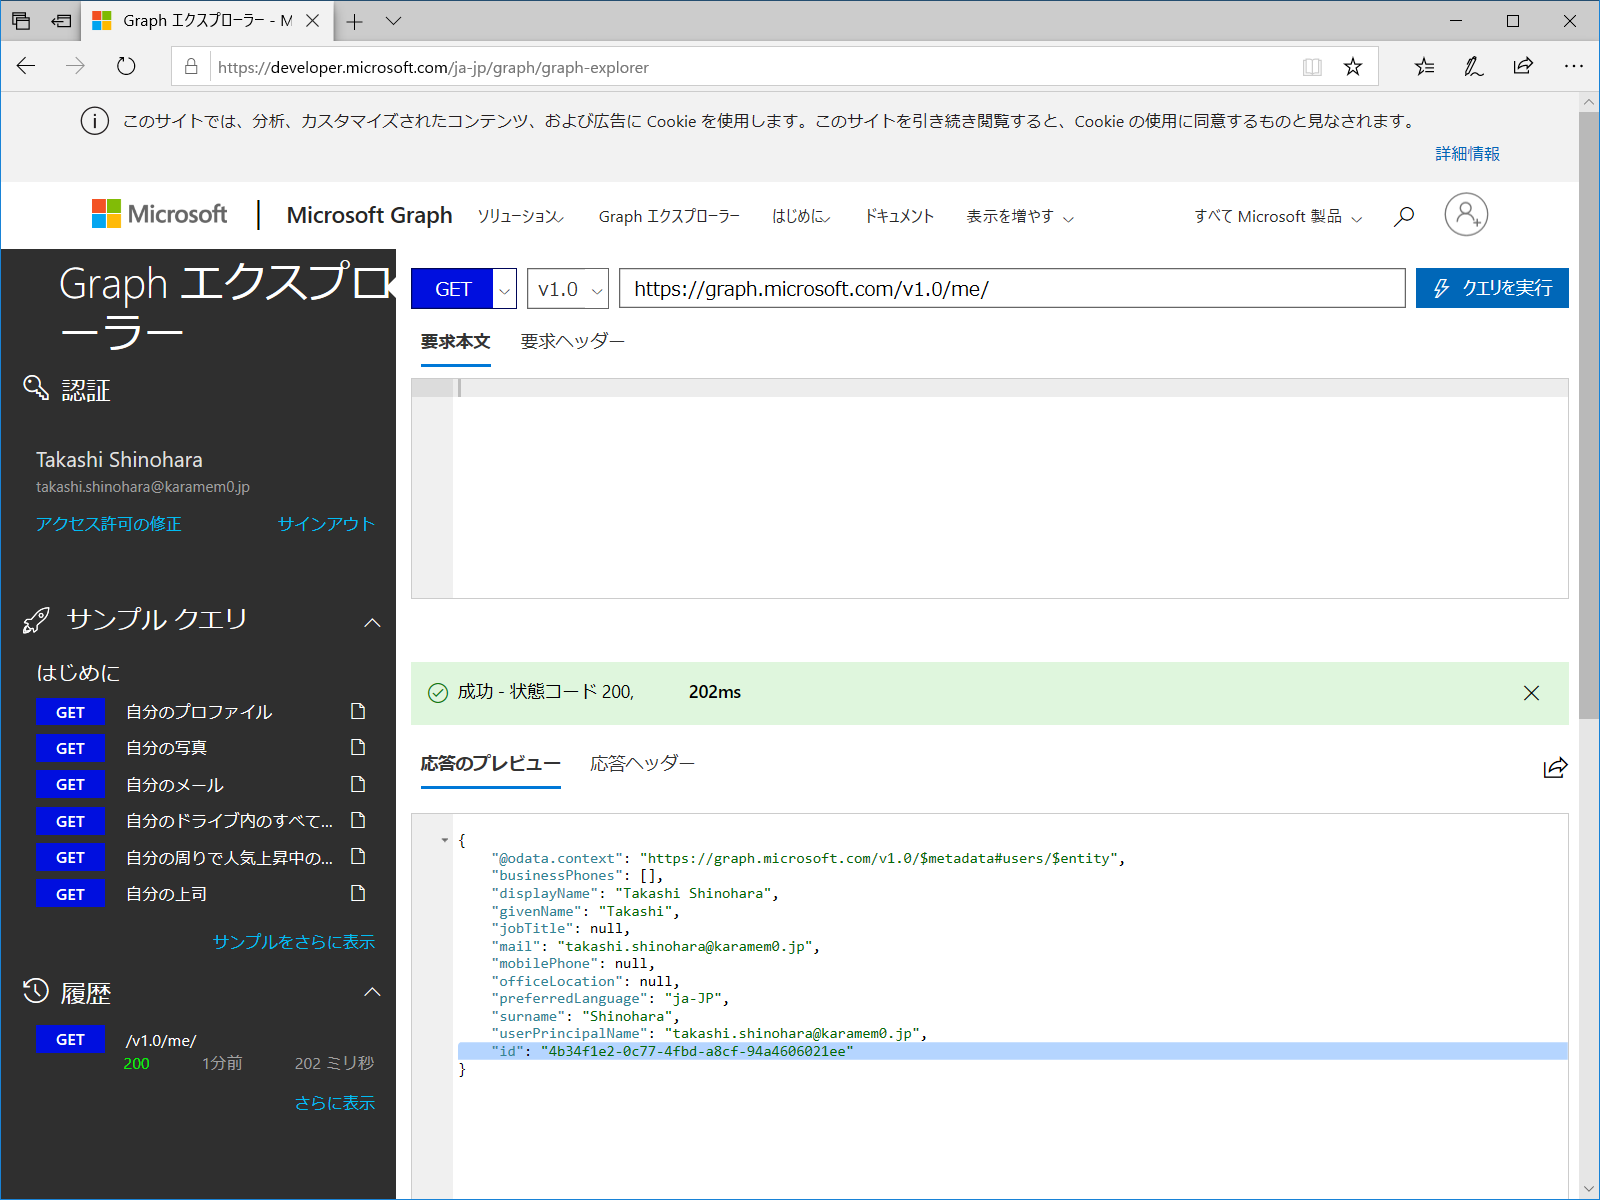 Graph エクスプローラー - M
https://developer.microsoft.com/ja-jp/graph/graph-explorer
このサイトでは、分析、カスタマイズされたコンテンツ、および広告に Cookie を使用します。このサイトを引き続き閲覧すると、Cookie の使用に同意するものと見なされます。
詳細情報
Microsoft
Microsoft Graph
ソリューション
Graph エクスプローラー
はじめに
ドキュメント
表示を増やす
すべて Microsoft 製品
Graph エクスプロ
ーラー
認証
Takashi Shinohara
takashi.shinohara@karamem0.jp
アクセス許可の修正
サインアウト
サンプル クエリ
はじめに
GET 自分のプロファイル
GET 自分の写真
GET 自分のメール
GET 自分のドライブ内のすべて...
GET 自分の周りで人気上昇中の...
GET 自分の上司
サンプルをさらに表示
履歴
GET /v1.0/me/
200 1分前 202 ミリ秒
さらに表示
GET v1.0 https://graph.microsoft.com/v1.0/me/ クエリを実行
要求本文 要求ヘッダー
成功 - 状態コード 200, 202ms
応答のプレビュー 応答ヘッダー
{
"@odata.context": "https://graph.microsoft.com/v1.0/$metadata#users/$entity",
"businessPhones": [],
"displayName": "Takashi Shinohara",
"givenName": "Takashi",
"jobTitle": null,
"mail": "takashi.shinohara@karamem0.jp",
"mobilePhone": null,
"officeLocation": null,
"preferredLanguage": "ja-JP",
"surname": "Shinohara",
"userPrincipalName": "takashi.shinohara@karamem0.jp",
"id": "4b34f1e2-0c77-4fbd-a8cf-94a4606021ee"
}